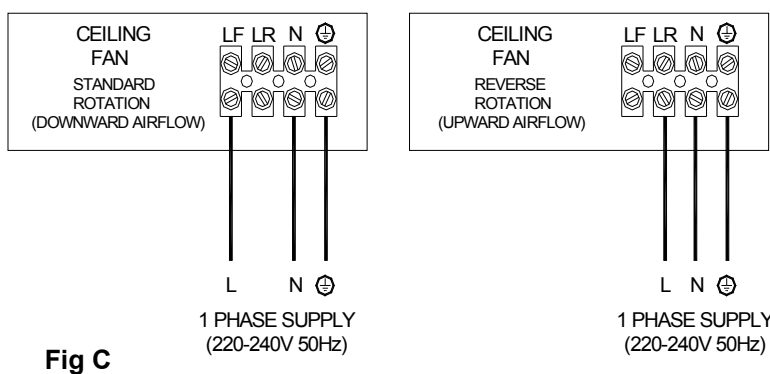 CEILING
FAN
STANDARD
ROTATION
(DOWNWARD AIRFLOW)
LF LR N
L N
1 PHASE SUPPLY
(220-240V 50Hz)
CEILING
FAN
REVERSE
ROTATION
(UPWARD AIRFLOW)
LF LR N
L N
1 PHASE SUPPLY
(220-240V 50Hz)
Fig C